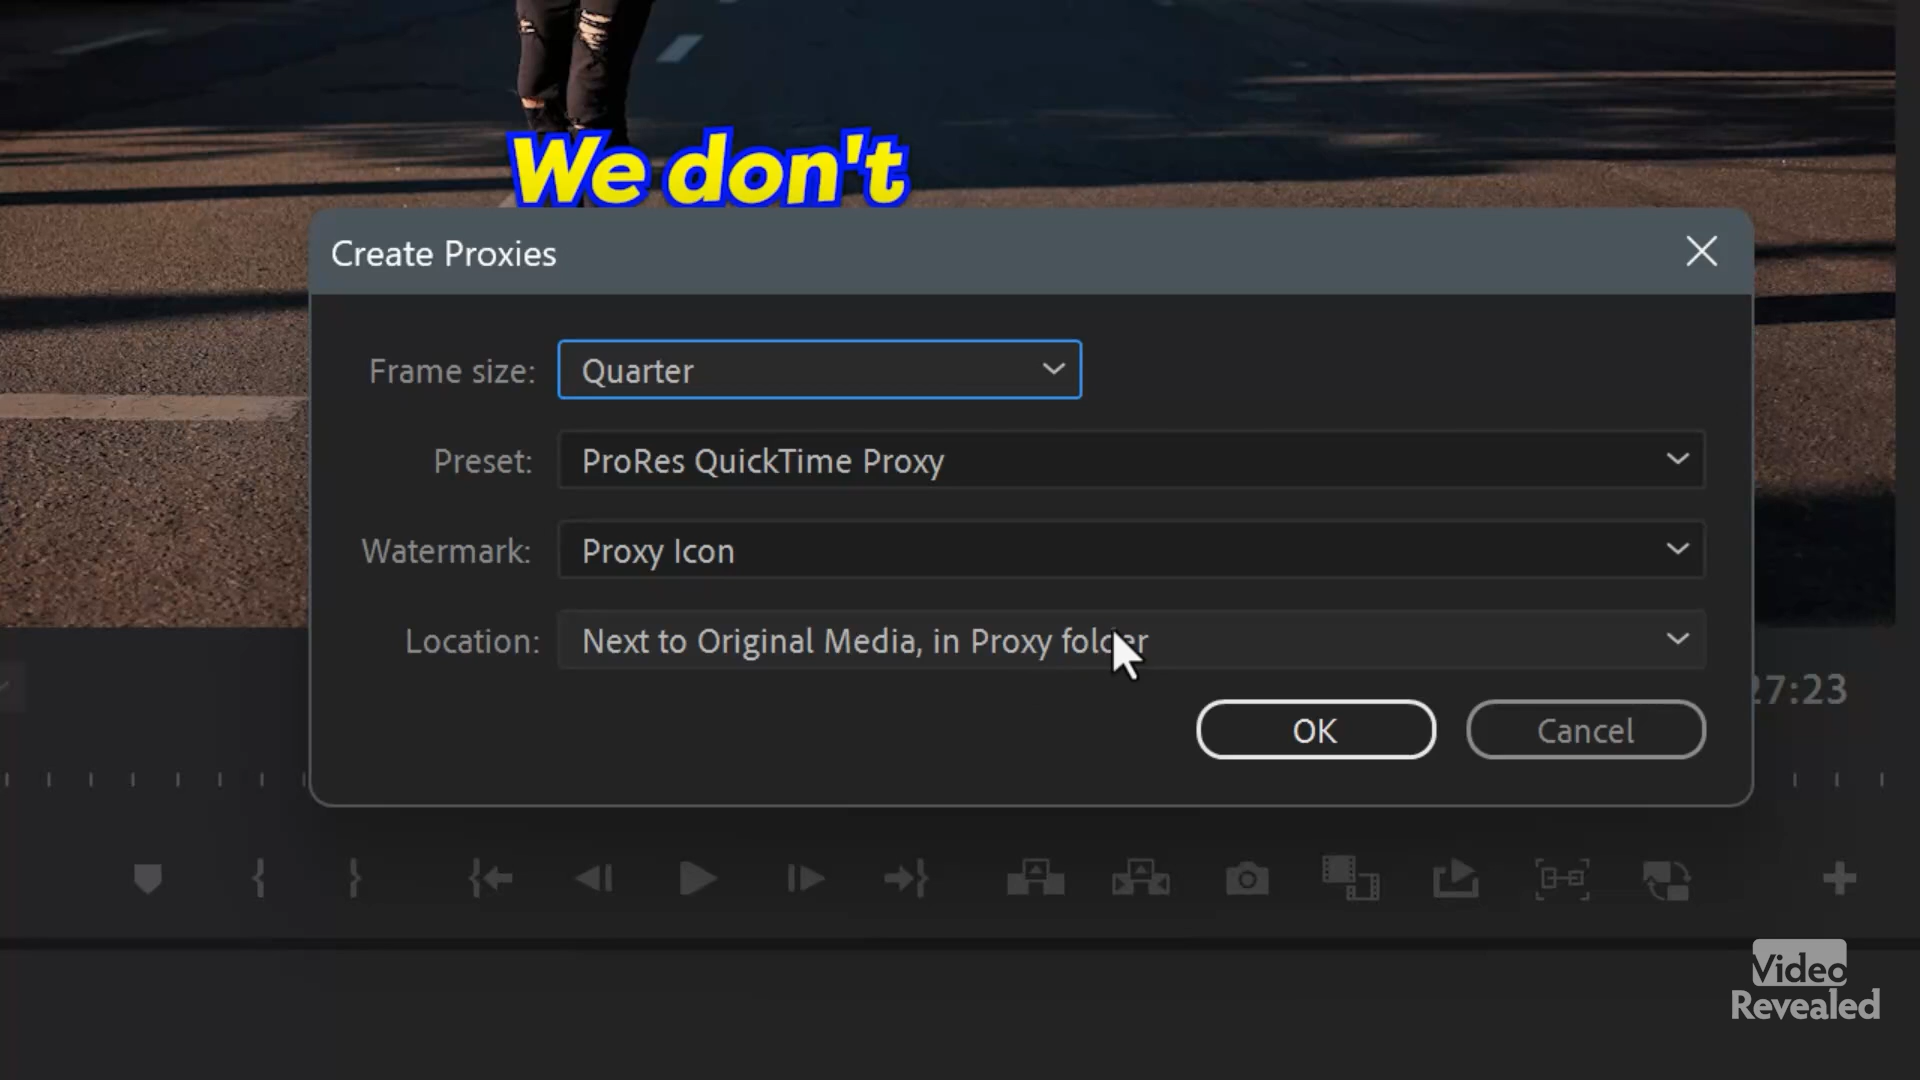 We don't
Create Proxies
Frame size: Quarter
Preset: ProRes QuickTime Proxy
Watermark: Proxy Icon
Location: Next to Original Media, in Proxy folder
27:23
OK Cancel
Video
Revealed